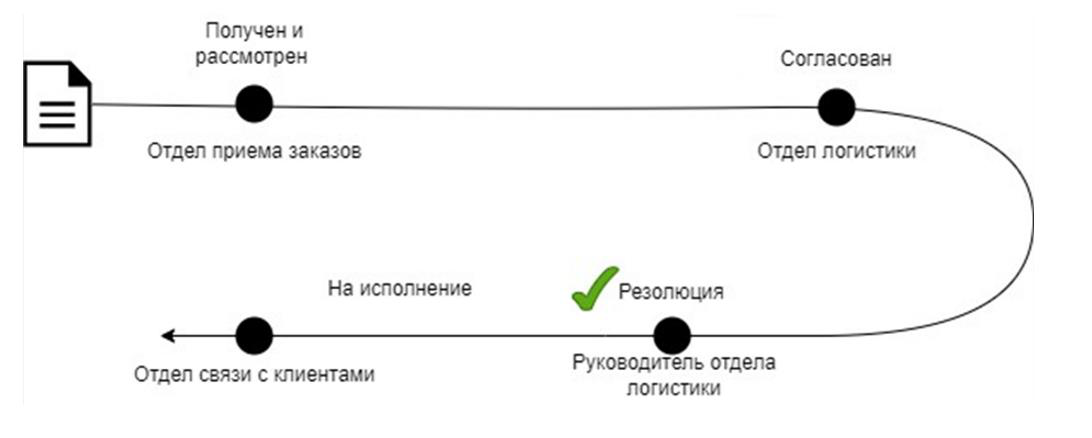 Получен и
рассмотрен
Согласован
Отдел приема заказов
Отдел логистики
На исполнение
Резолюция
Руководитель отдела
логистики
Отдел связи с клиентами